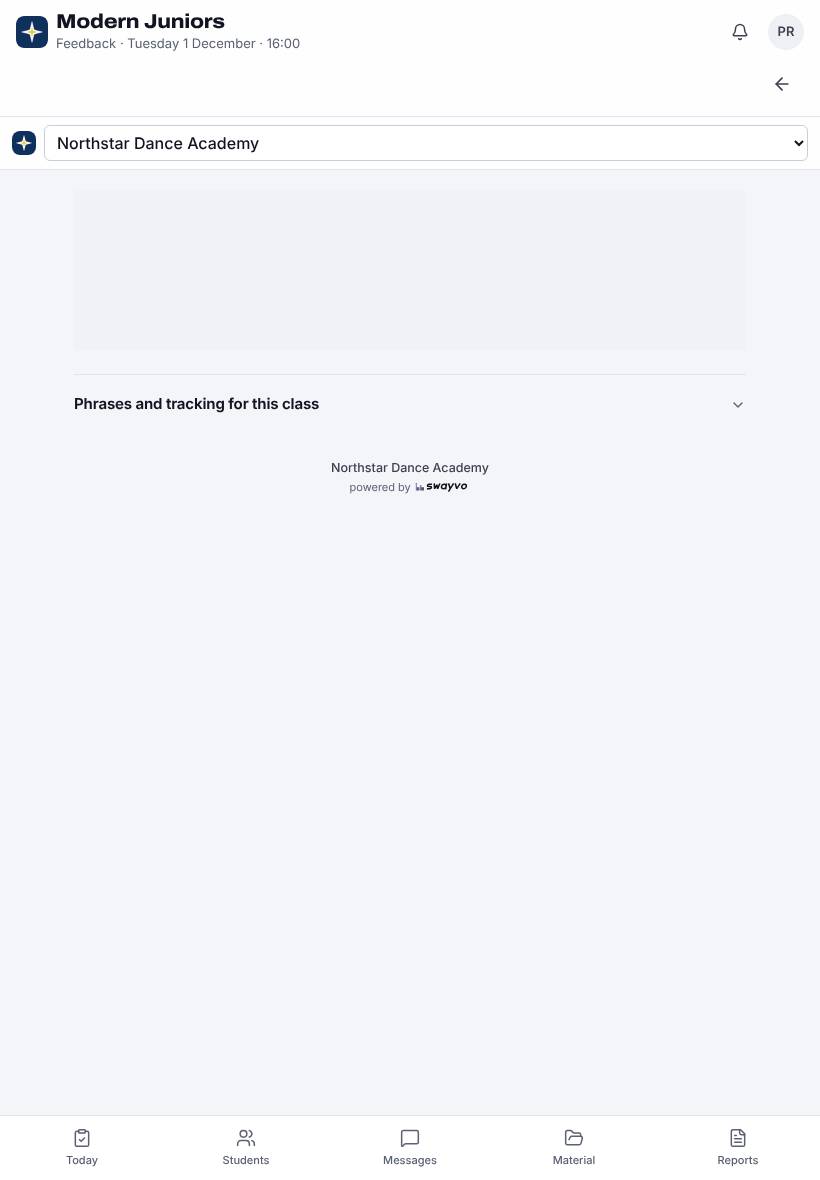 Modern Juniors
Feedback · Tuesday 1 December · 16:00
PR
Northstar Dance Academy
Phrases and tracking for this class
Northstar Dance Academy
powered by swayvo
Today
Students
Messages
Material
Reports